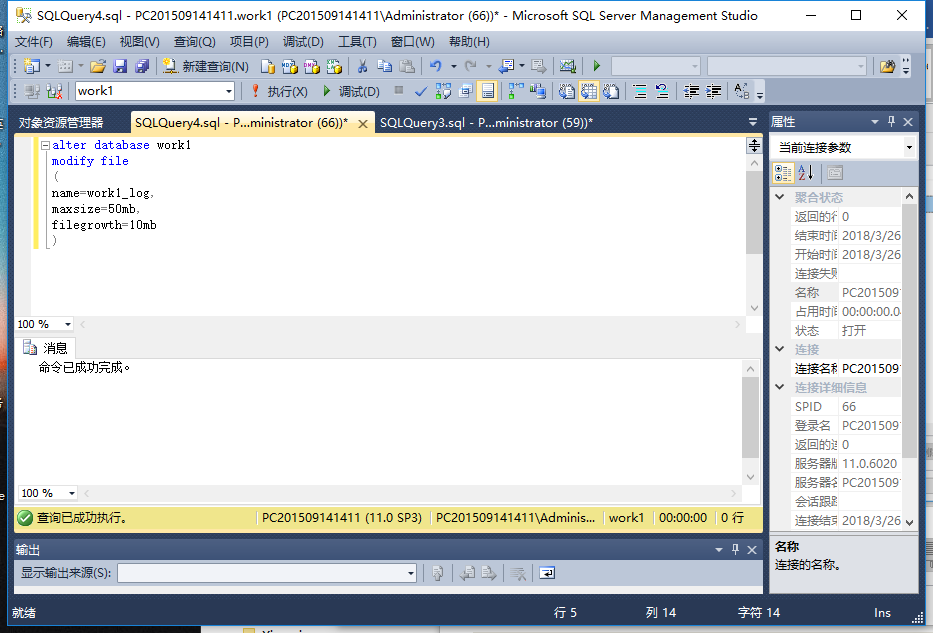 SQLQuery4.sql - PC201509141411.work1 (PC201509141411\Administrator (66))* - Microsoft SQL Server Management Studio
文件(F) 编辑(E) 视图(V) 查询(Q) 项目(P) 调试(D) 工具(T) 窗口(W) 帮助(H)
新建查询(N)
work1 执行(X) 调试(D)
对象资源管理器 SQLQuery4.sql - P...ministrator (66))* SQLQuery3.sql - P...ministrator (59))*
alter database work1
modify file
(
name=work1_log,
maxsize=50mb,
filegrowth=10mb
)
100 %
消息
命令已成功完成。
100 %
查询已成功执行。 PC201509141411 (11.0 SP3) PC201509141411\Adminis... work1 00:00:00 0 行
输出
显示输出来源(S):
属性
当前连接参数
聚合状态
返回的行 0
结束时间 2018/3/26
开始时间 2018/3/26
连接失败
名称 PC201509
占用时间 00:00:00.0
状态 打开
连接
连接名称 PC201509
连接详细信息
SPID 66
登录名 PC201509
返回的连 0
服务器版 11.0.6020
服务器名 PC201509
会话跟踪
连接结束 2018/3/26
名称
连接的名称。
就绪 行 5 列 14 字符 14 Ins